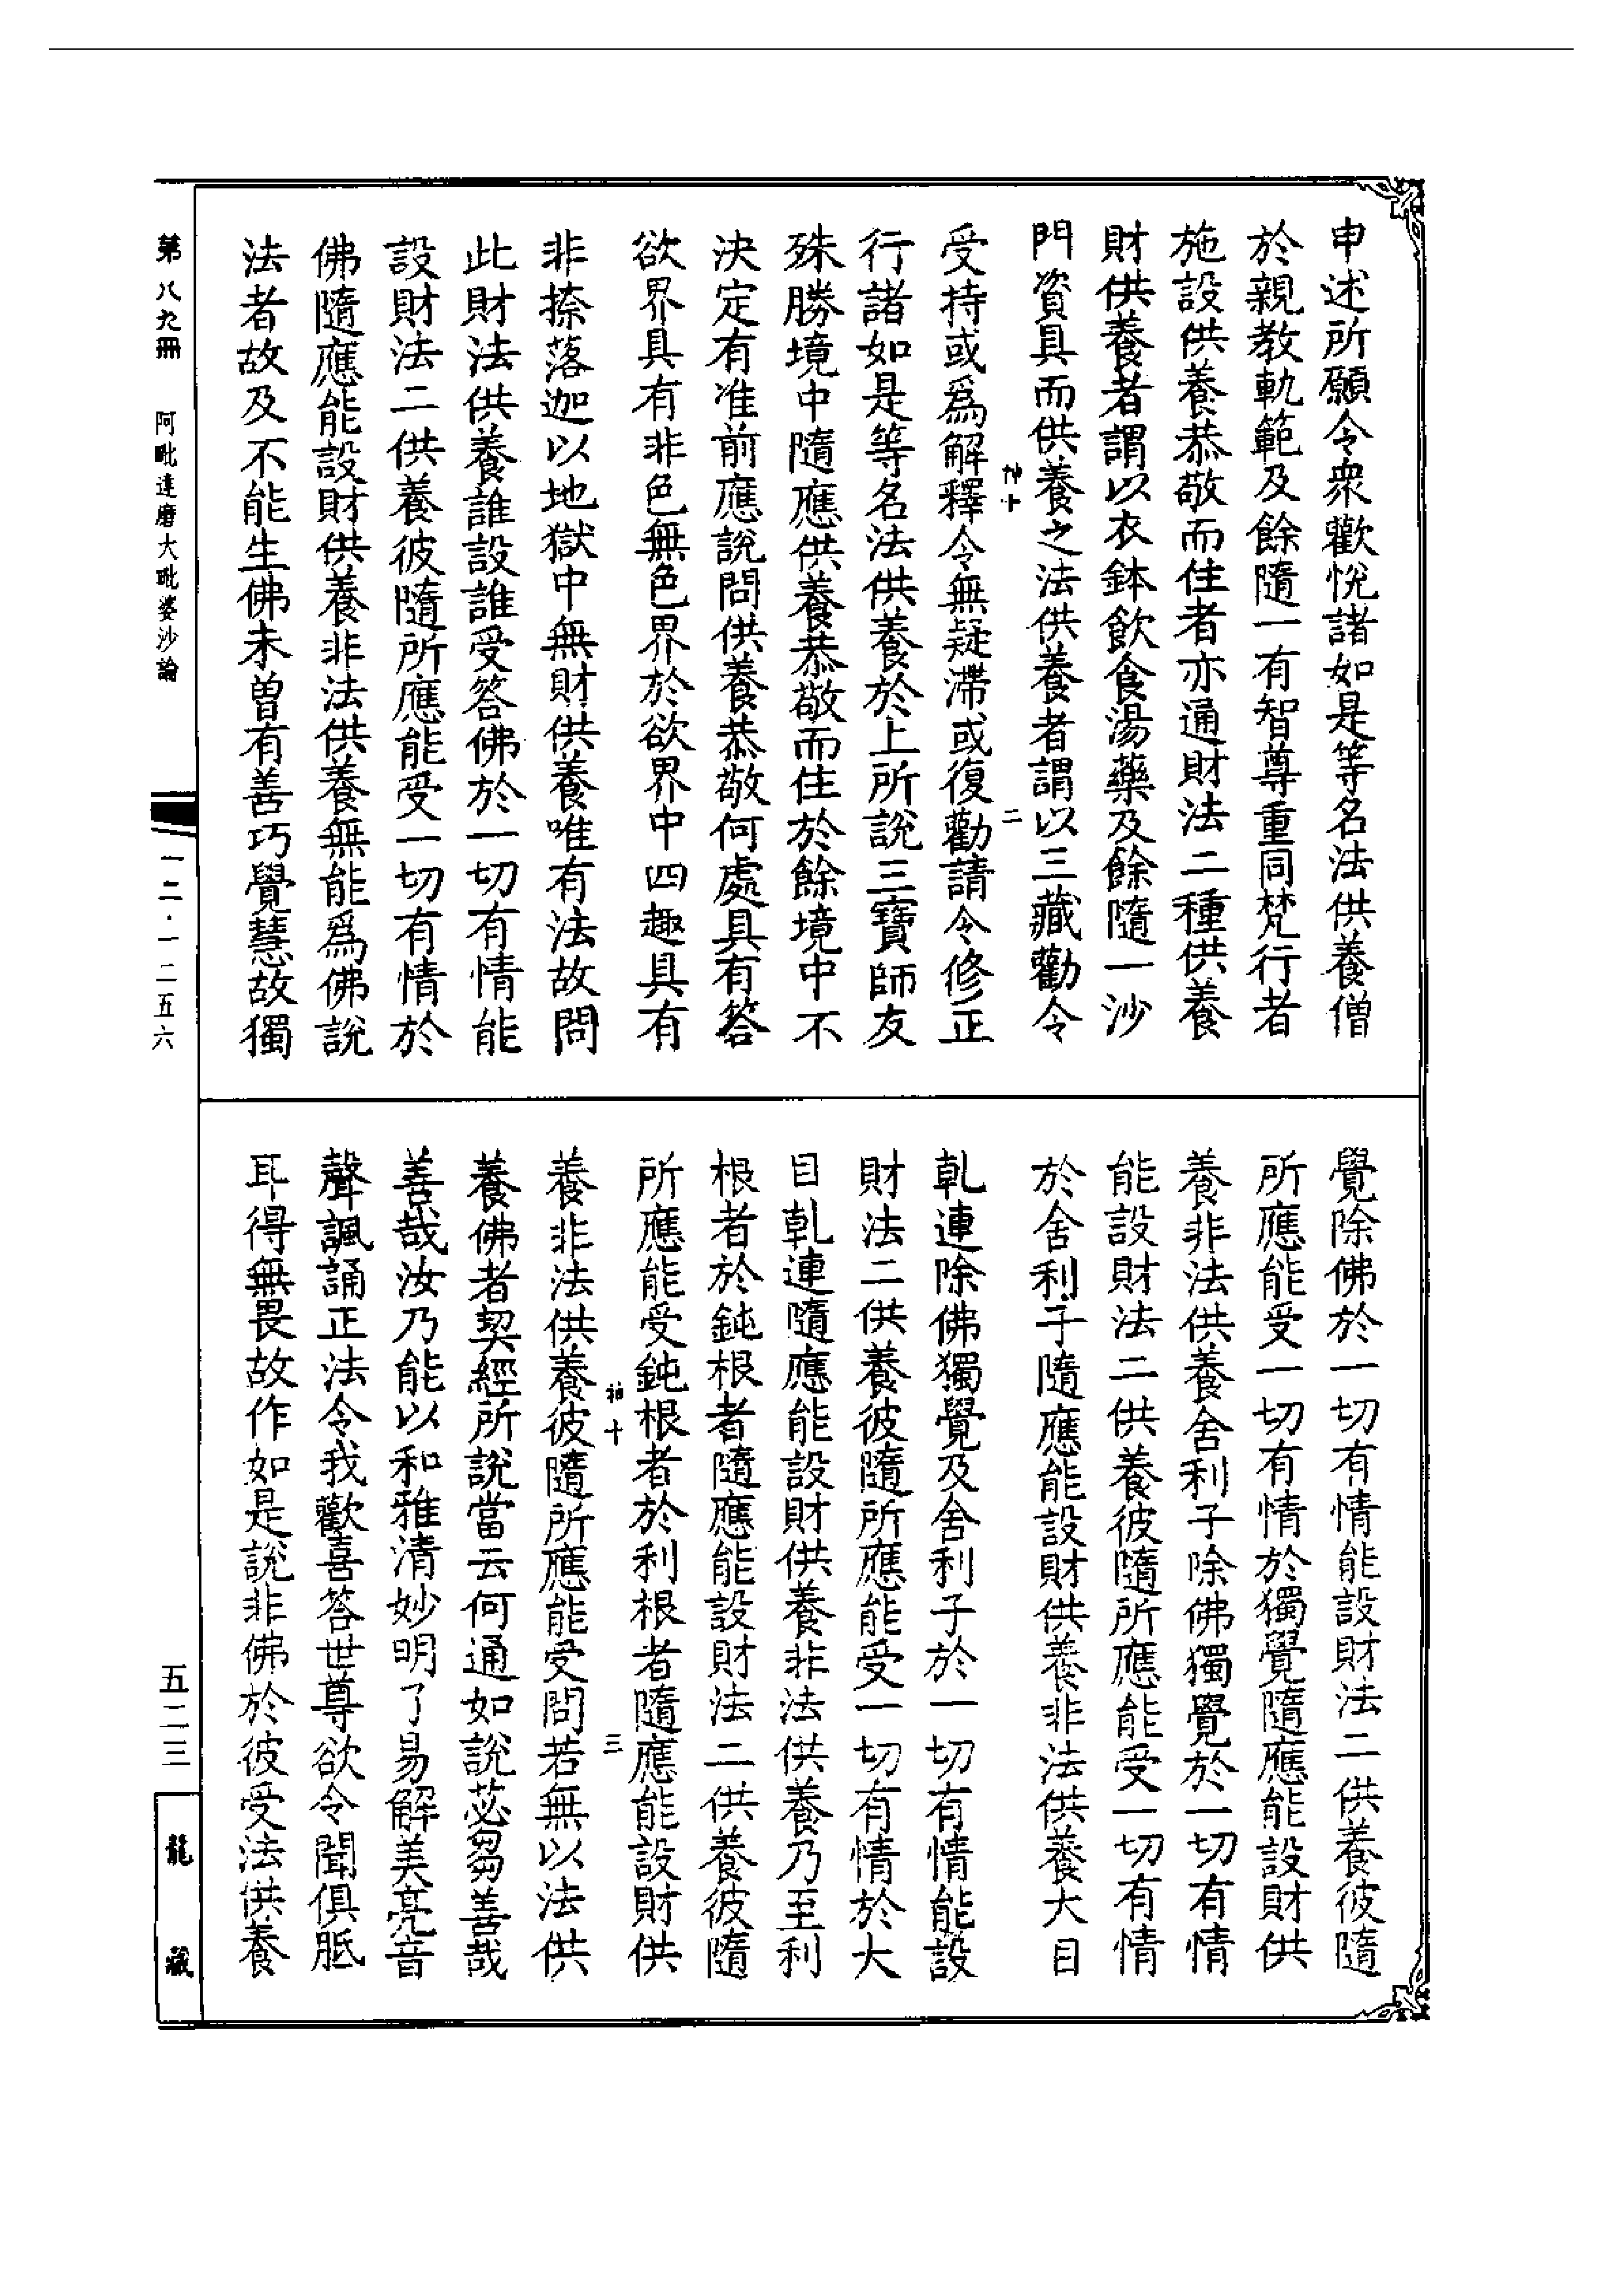 申述所願令衆歡悅諸如是等名法供養僧
於親教軌範及餘隨一有智尊重同梵行者
施設供養恭敬而住者亦通財法二種供養
財供養者謂以衣鉢飲食湯藥及餘隨一沙
門資具而供養之法供養者謂以三藏勸令
神十 二
受持或爲解釋令無疑滯或復勸請令修正
行諸如是等名法供養於上所說三寶師友
殊勝境中隨應供養恭敬而住於餘境中不
決定有准前應說問供養恭敬何處具有答
欲界具有非色無色界於欲界中四趣具有
非捺落迦以地獄中無財供養唯有法故問
此財法供養誰設誰受答佛於一切有情能
設財法二供養彼隨所應能受一切有情於
佛隨應能設財供養非法供養無能爲佛說
法者故及不能生佛未曾有善巧覺慧故獨
覺除佛於一切有情能設財法二供養彼隨
所應能受一切有情於獨覺隨應能設財供
養非法供養舍利子除佛獨覺於一切有情
能設財法二供養彼隨所應能受一切有情
於舍利子隨應能設財供養非法供養大目
乹連除佛獨覺及舍利子於一切有情能設
財法二供養彼隨所應能受一切有情於大
目乹連隨應能設財供養非法供養乃至利
根者於鈍根者隨應能設財法二供養彼隨
所應能受鈍根者於利根者隨應能設財供
神十 三
養非法供養彼隨所應能受問若無以法供
養佛者契經所說當云何通如說苾芻善哉
善哉汝乃能以和雅清妙明了易解美亮音
聲諷誦正法令我歡喜答世尊欲令聞俱胝
耳得無畏故作如是說非佛於彼受法供養
第八九冊 阿毗達磨大毗婆沙論
一二·一二五六
五二三
龍藏